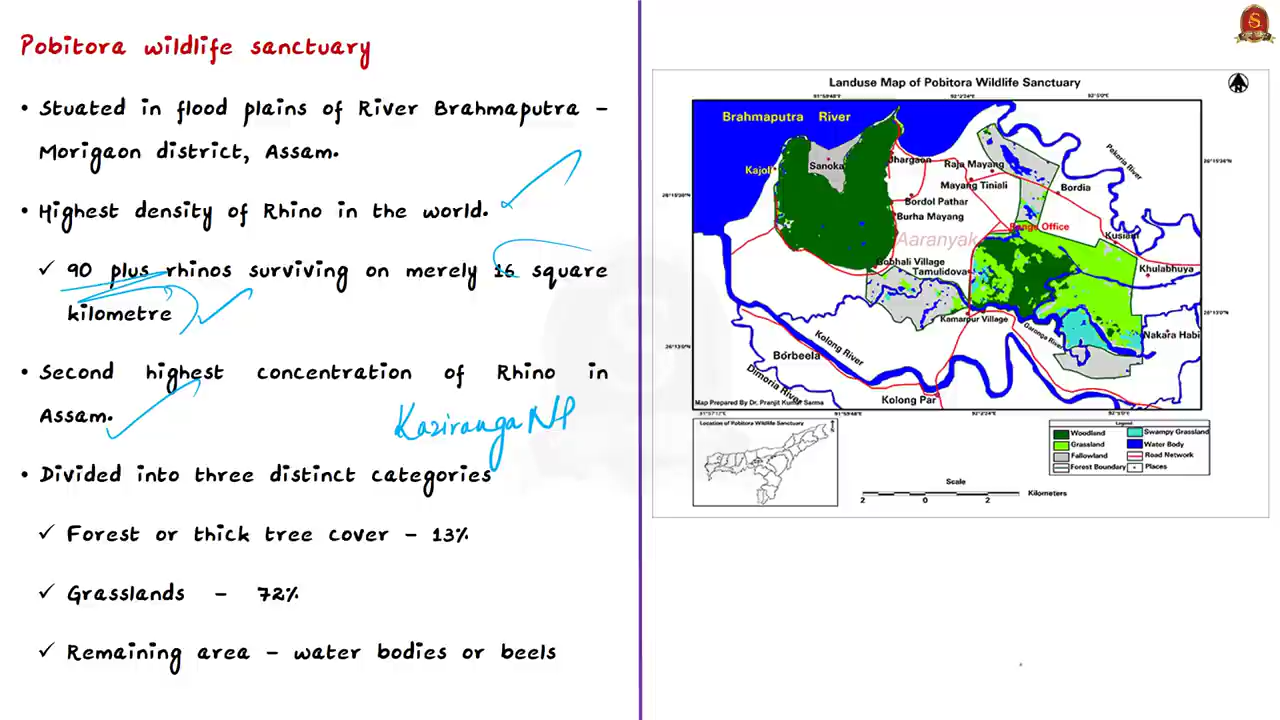 Pobitora wildlife sanctuary
• Stuated in flood plains of River Brahmaputra –
Morigaon district, Assam.
• Highest density of Rhino in the world.
✓ 90 plus rhinos surviving on merely 16 square
kilometre
• Second highest concentration of Rhino in
Assam.
Kaziranga NP
• Divided into three distinct categories
✓ Forest or thick tree cover – 13%
✓ Grasslands – 72%
✓ Remaining area – water bodies or beels
Landuse Map of Pobitora Wildlife Sanctuary
Brahmaputra River
Kajoli
Sanoka
Jhargaon
Raja Mayang
Pokoria River
Mayang Tiniali
Bordia
Bordol Pathar
Burha Mayang
Aaranyak
Range Office
Kusiani
Gobhali Village
Tamulidova
Khulabhuya
Kamarpur Village
Garonga River
Nakara Habi
Kolong River
Borbeela
Dimoria River
Kolong Par
Map Prepared By Dr. Pranjit Kumar Sarma
Location of Pobitora Wildlife Sanctuary
Legend
Woodland
Swampy Grassland
Grassland
Water Body
Fallowland
Road Network
Forest Boundary
Places
Scale
2 0 2 Kilometers